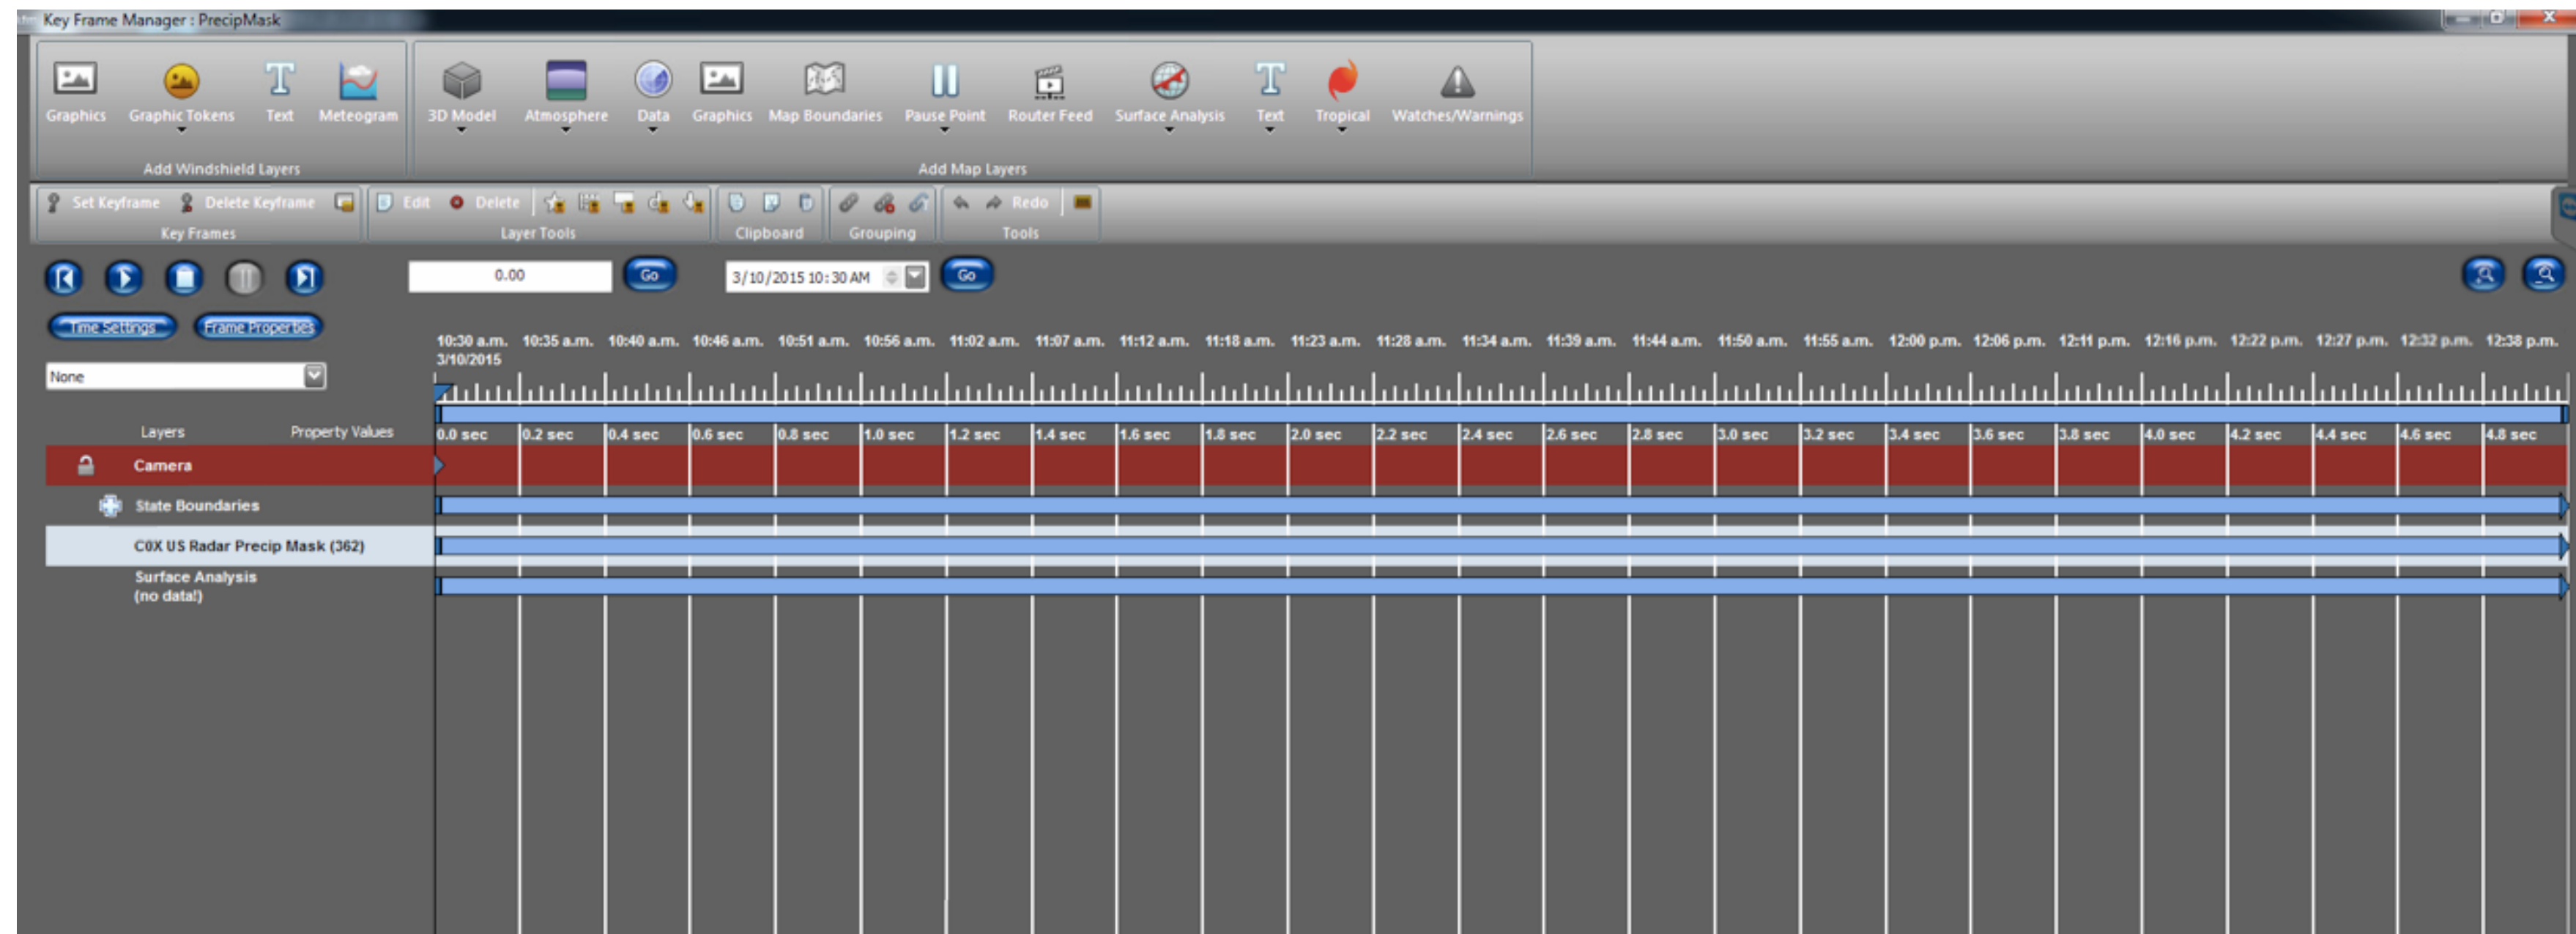 Key Frame Manager : PrecipMask
Graphics Graphic Tokens Text Meteogram 3D Model Atmosphere Data Graphics Map Boundaries Pause Point Router Feed Surface Analysis Text Tropical Watches/Warnings
Add Windshield Layers Add Map Layers
Set Keyframe Delete Keyframe Edit Delete Redo
Key Frames Layer Tools Clipboard Grouping Tools
0.00 Go 3/10/2015 10:30 AM Go
Time Settings Frame Properties
10:30 a.m. 10:35 a.m. 10:40 a.m. 10:46 a.m. 10:51 a.m. 10:56 a.m. 11:02 a.m. 11:07 a.m. 11:12 a.m. 11:18 a.m. 11:23 a.m. 11:28 a.m. 11:34 a.m. 11:39 a.m. 11:44 a.m. 11:50 a.m. 11:55 a.m. 12:00 p.m. 12:06 p.m. 12:11 p.m. 12:16 p.m. 12:22 p.m. 12:27 p.m. 12:32 p.m. 12:38 p.m.
3/10/2015
None
Layers Property Values 0.0 sec 0.2 sec 0.4 sec 0.6 sec 0.8 sec 1.0 sec 1.2 sec 1.4 sec 1.6 sec 1.8 sec 2.0 sec 2.2 sec 2.4 sec 2.6 sec 2.8 sec 3.0 sec 3.2 sec 3.4 sec 3.6 sec 3.8 sec 4.0 sec 4.2 sec 4.4 sec 4.6 sec 4.8 sec
Camera
State Boundaries
C0X US Radar Precip Mask (362)
Surface Analysis
(no data!)